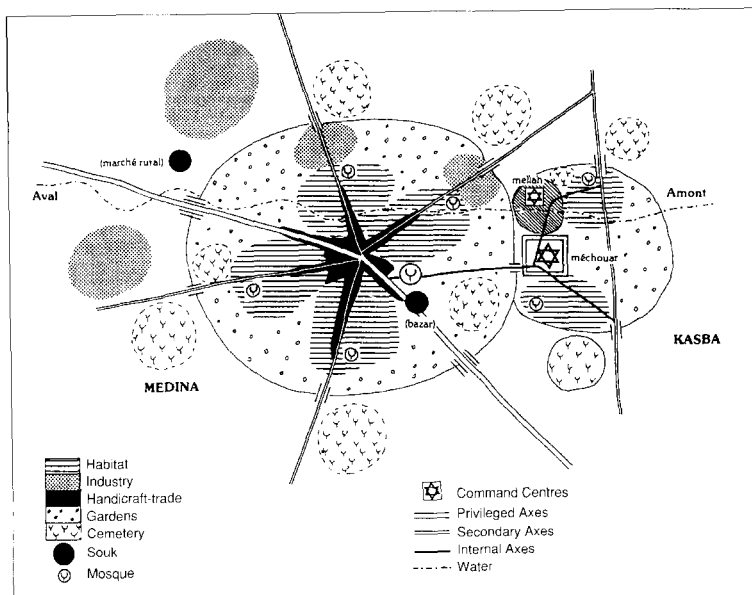 (marché rural)
mellah
Aval
Amont
méchouar
(bazar)
KASBA
MEDINA
Habitat
Industry
Handicraft-trade
Gardens
Cemetery
Souk
Mosque
Command Centres
Privileged Axes
Secondary Axes
Internal Axes
Water